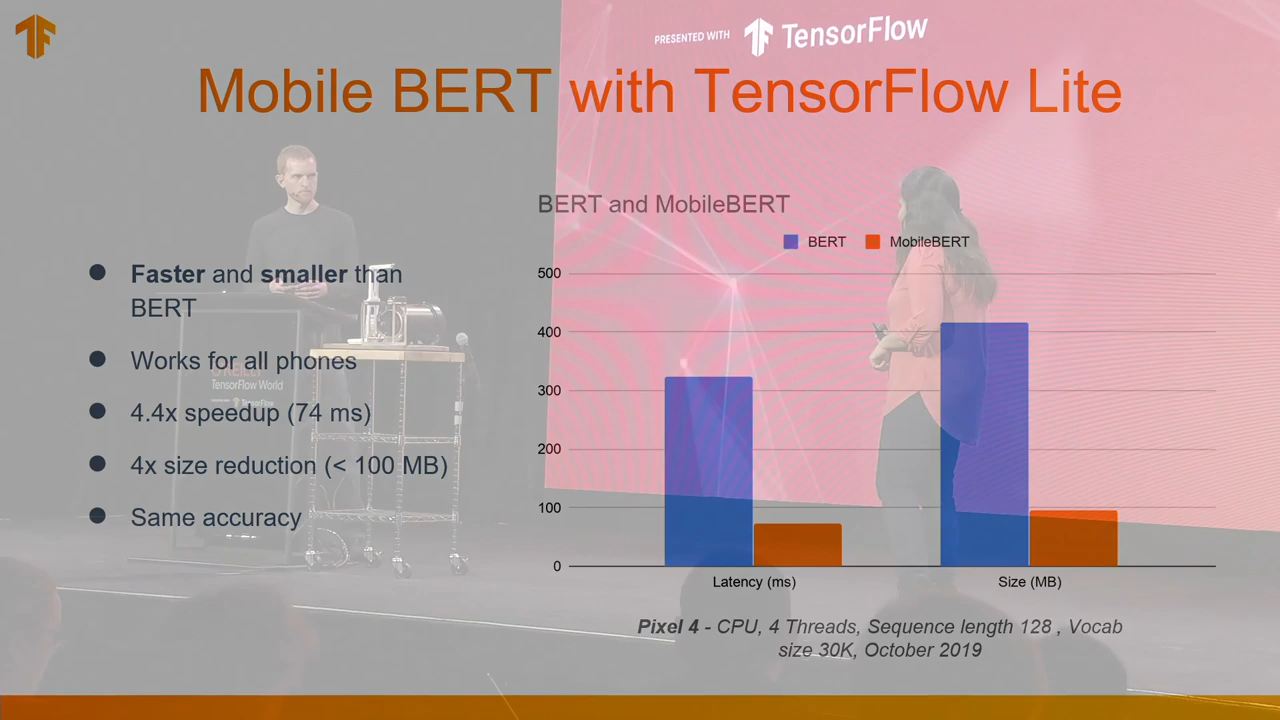 PRESENTED WITH TensorFlow
Mobile BERT with TensorFlow Lite
BERT and MobileBERT
BERT
MobileBERT
Faster and smaller than
BERT
Works for all phones
4.4x speedup (74 ms)
4x size reduction (< 100 MB)
Same accuracy
O'REILLY
TensorFlow World
TensorFlow
500
400
300
200
100
0
Latency (ms)
Size (MB)
Pixel 4 - CPU, 4 Threads, Sequence length 128 , Vocab
size 30K, October 2019